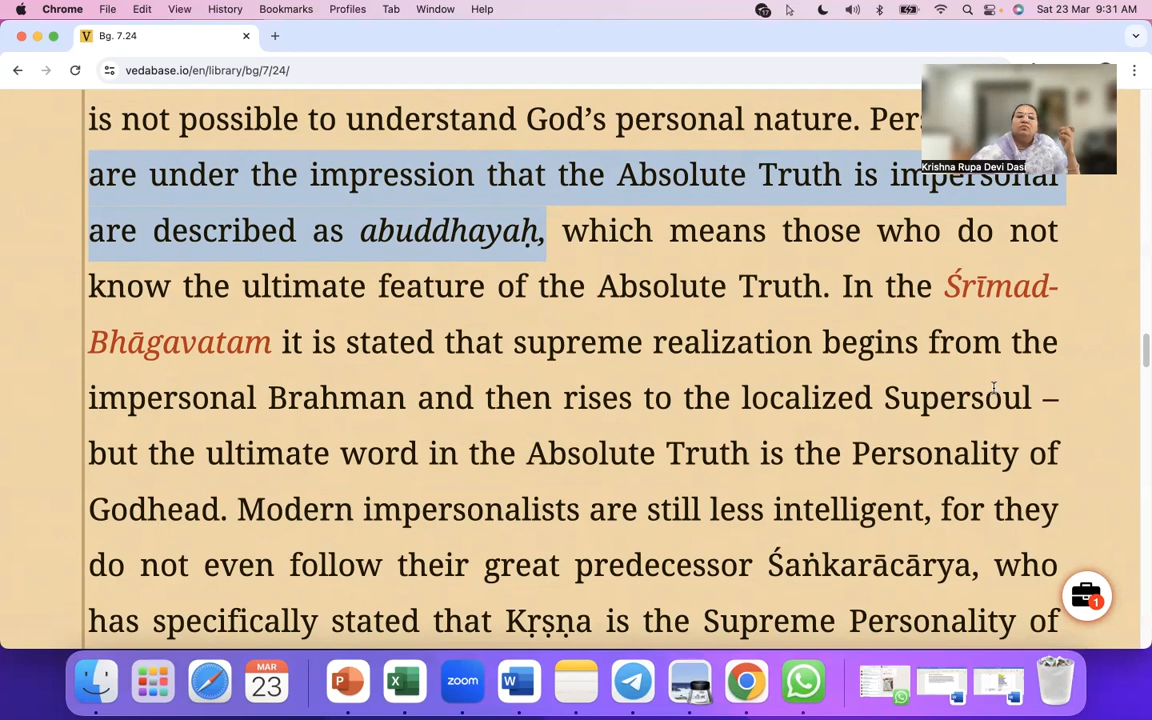 Chrome File Edit View History Bookmarks Profiles Tab Window Help
17
Sat 23 Mar 9:31 AM
V Bg. 7.24
vedabase.io/en/library/bg/7/24/
is not possible to understand God’s personal nature.
Krishna Rupa Devi Dasi
are under the impression that the Absolute Truth is impersonal
are described as abuddhayaḥ, which means those who do not
know the ultimate feature of the Absolute Truth. In the Śrīmad-
Bhāgavatam it is stated that supreme realization begins from the
impersonal Brahman and then rises to the localized Supersoul –
but the ultimate word in the Absolute Truth is the Personality of
Godhead. Modern impersonalists are still less intelligent, for they
do not even follow their great predecessor Śaṅkarācārya, who
has specifically stated that Kṛṣṇa is the Supreme Personality of
1
MAR
23
P
X
zoom
W